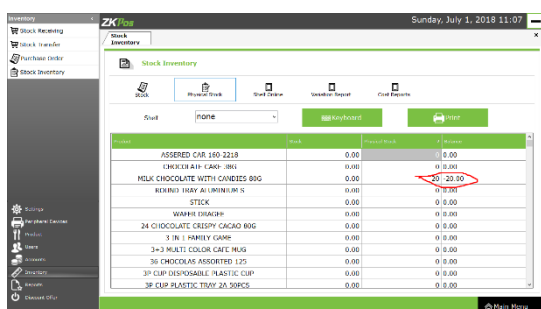 Inventory
ZKPos
Sunday, July 1, 2018 11:07
Stock Receiving
Stock Transfer
Purchase Order
Stock Inventory
Stock
Inventory
x
Stock Inventory
Stock
Physical Stock
Shelf Online
Variation Report
Cost Reports
Shelf
none
Keyboard
Print
Product Stock Physical Stock Balance
ASSERED CAR 160-2218 0.00 0 0.00
CHOCOLATE CAKE 38G 0.00 0 0.00
MILK CHOCOLATE WITH CANDIES 80G 0.00 20 -20.00
ROUND TRAY ALUMINIUM S 0.00 0 0.00
STICK 0.00 0 0.00
WAFER DRAGEE 0.00 0 0.00
24 CHOCOLATE CRISPY CACAO 80G 0.00 0 0.00
3 IN 1 FAMILY GAME 0.00 0 0.00
3+3 MULTI COLOR CAFE MUG 0.00 0 0.00
36 CHOCOLAS ASSORTED 125 0.00 0 0.00
3P CUP DISPOSABLE PLASTIC CUP 0.00 0 0.00
3P CUP PLASTIC TRAY 2A 50PCS 0.00 0 0.00
Settings
Peripheral Devices
Product
Users
Accounts
Inventory
Reports
Discount Offer
Main Menu